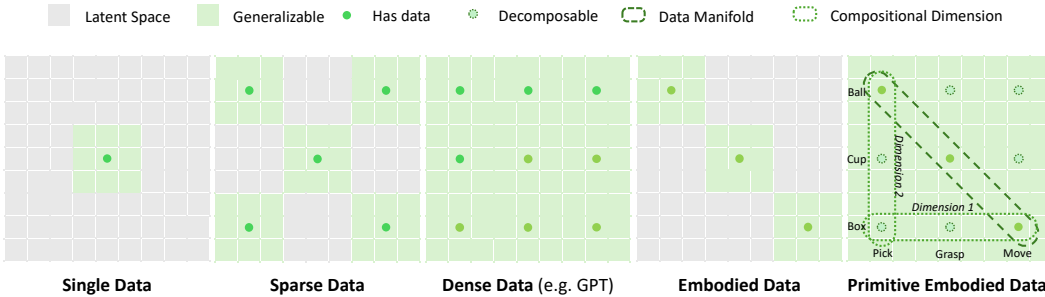 Latent Space Generalizable Has data Decomposable Data Manifold Compositional Dimension
Ball
Cup
Dimension 2
Dimension 1
Box
Pick Grasp Move
Single Data Sparse Data Dense Data (e.g. GPT) Embodied Data Primitive Embodied Data